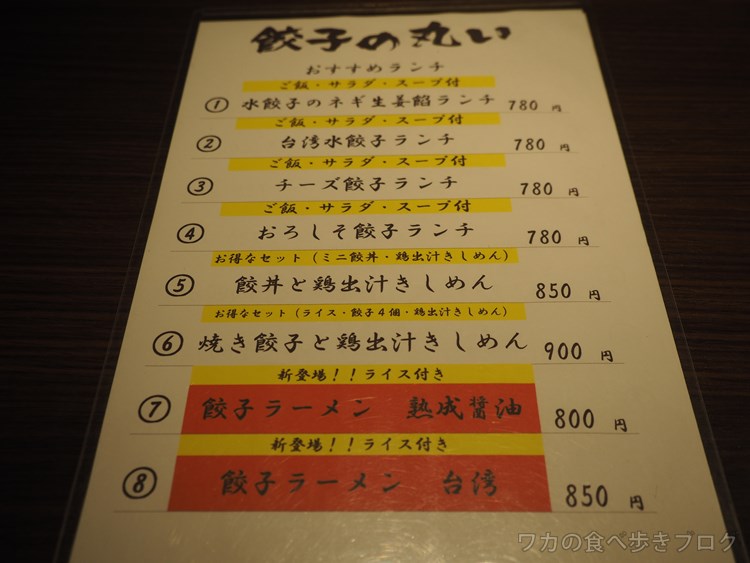 餃子の丸い
おすすめランチ
ご飯・サラダ・スープ付
① 水餃子のネギ生姜餡ランチ 780 円
ご飯・サラダ・スープ付
② 台湾水餃子ランチ 780 円
ご飯・サラダ・スープ付
③ チーズ餃子ランチ 780 円
ご飯・サラダ・スープ付
④ おろしそ餃子ランチ 780 円
お得なセット（ミニ餃丼・鶏出汁きしめん）
⑤ 餃丼と鶏出汁きしめん 850 円
お得なセット（ライス・餃子4個・鶏出汁きしめん）
⑥ 焼き餃子と鶏出汁きしめん 900 円
新登場！！ライス付き
⑦ 餃子ラーメン 熟成醤油 800 円
新登場！！ライス付き
⑧ 餃子ラーメン 台湾 850 円
ワカの食べ歩きブログ